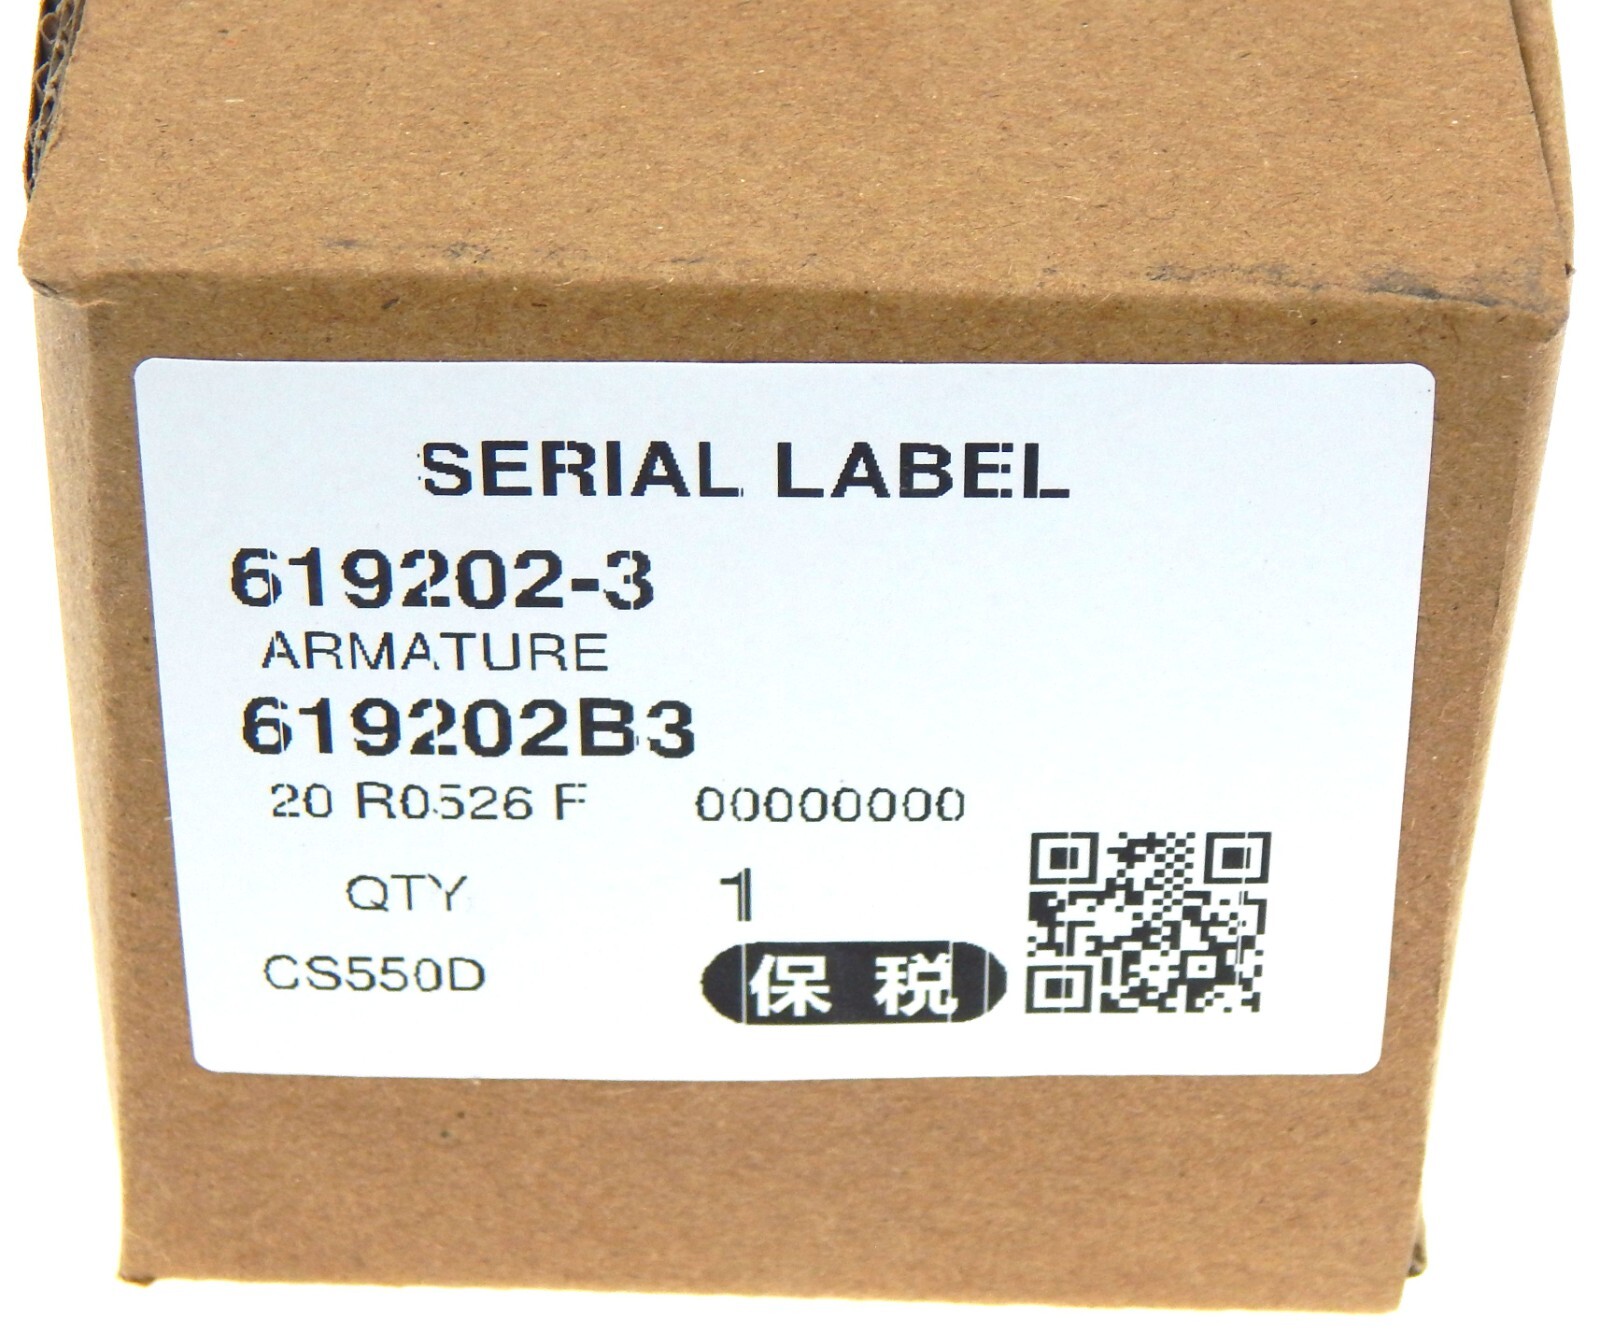 SERIAL LABEL
619202-3
ARMATURE
619202B3
20 R0526 F 00000000
QTY 1
CS550D 保 税